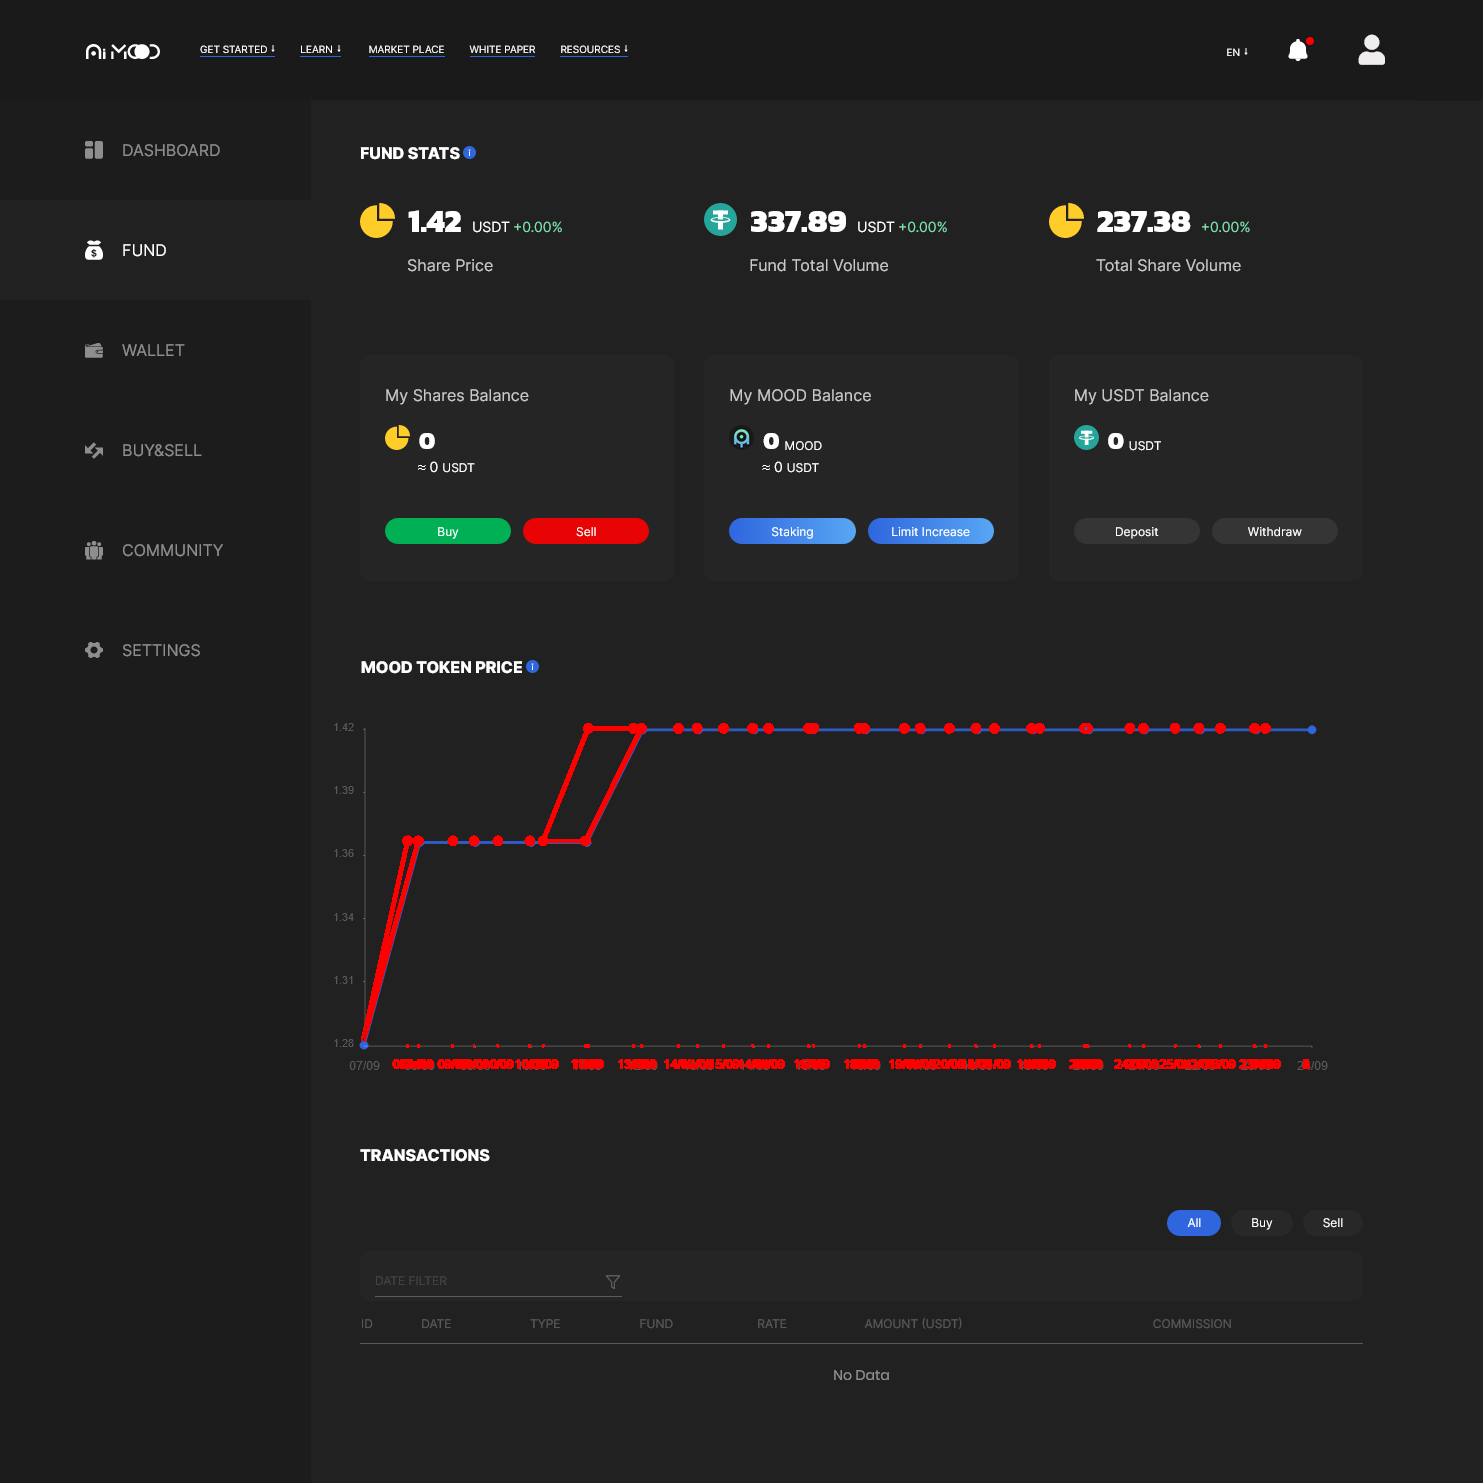 Ai MOOD
GET STARTED ↓ LEARN ↓ MARKET PLACE WHITE PAPER RESOURCES ↓
EN ↓
DASHBOARD
FUND
WALLET
BUY&SELL
COMMUNITY
SETTINGS
FUND STATS i
1.42 USDT +0.00%
Share Price
337.89 USDT +0.00%
Fund Total Volume
237.38 +0.00%
Total Share Volume
My Shares Balance
0
≈ 0 USDT
Buy Sell
My MOOD Balance
0 MOOD
≈ 0 USDT
Staking Limit Increase
My USDT Balance
0 USDT
Deposit Withdraw
MOOD TOKEN PRICE i
1.42
1.39
1.36
1.34
1.31
1.28
07/09
TRANSACTIONS
All Buy Sell
DATE FILTER
ID DATE TYPE FUND RATE AMOUNT (USDT) COMMISSION
No Data